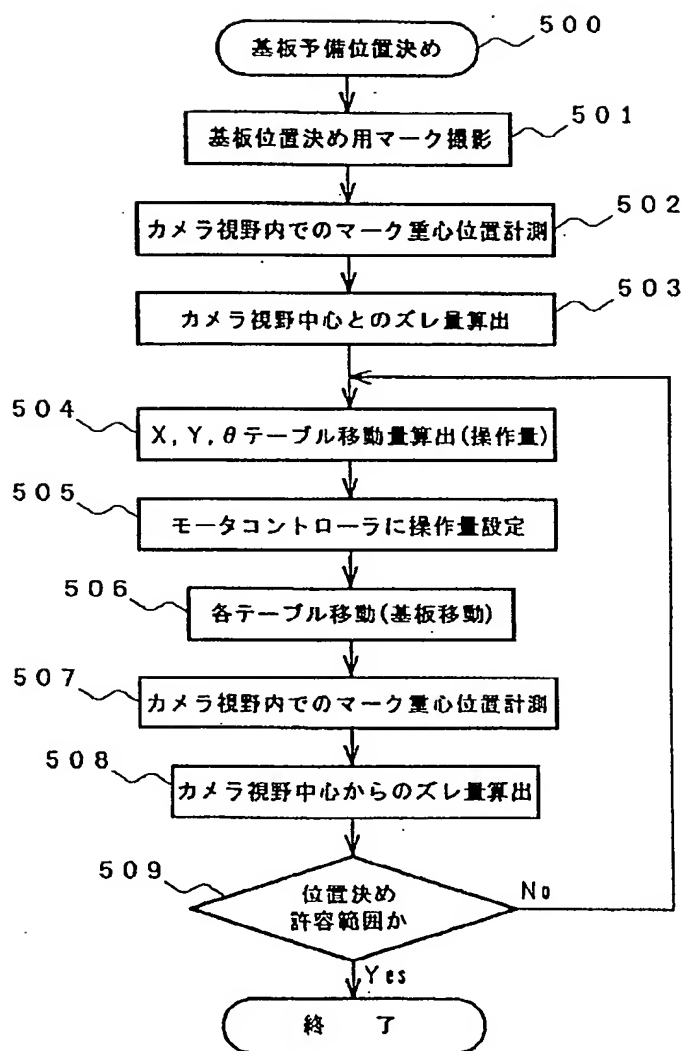 基板予備位置決め
500
基板位置決め用マーク撮影
501
カメラ視野内でのマーク重心位置計測
502
カメラ視野中心とのズレ量算出
503
504
X,Y,θテーブル移動量算出(操作量)
505
モータコントローラに操作量設定
506
各テーブル移動(基板移動)
507
カメラ視野内でのマーク重心位置計測
508
カメラ視野中心からのズレ量算出
509
位置決め
許容範囲か
No
Yes
終 了